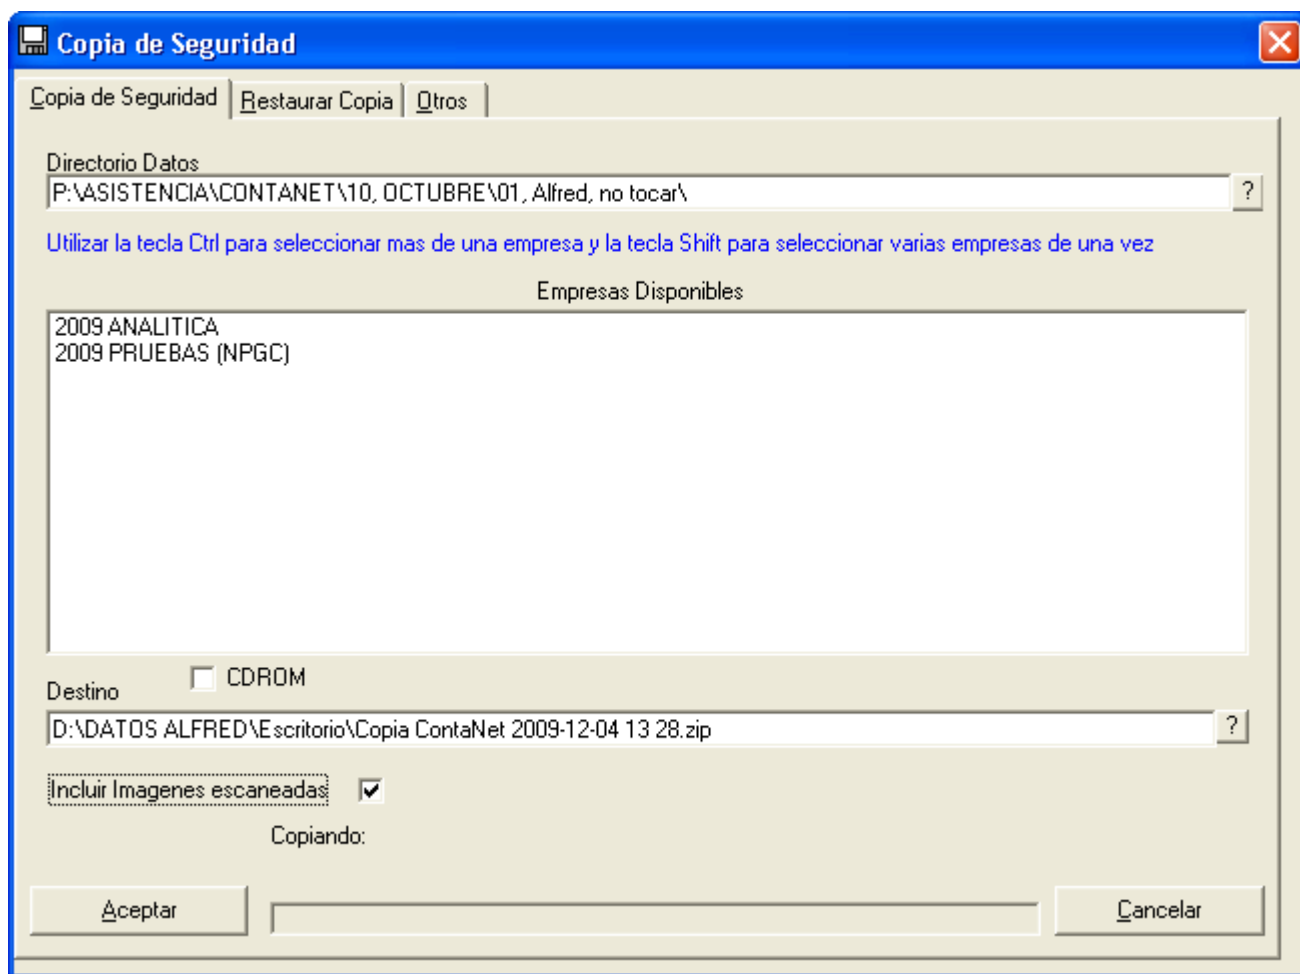 Copia de Seguridad
Copia de Seguridad Restaurar Copia Otros
Directorio Datos
P:\ASISTENCIA\CONTANET\10, OCTUBRE\01, Alfred, no tocar\ ?
Utilizar la tecla Ctrl para seleccionar mas de una empresa y la tecla Shift para seleccionar varias empresas de una vez
Empresas Disponibles
2009 ANALITICA
2009 PRUEBAS (NPGC)
CDROM
Destino
D:\DATOS ALFRED\Escritorio\Copia ContaNet 2009-12-04 13 28.zip ?
Incluir Imagenes escaneadas
Copiando:
Aceptar Cancelar